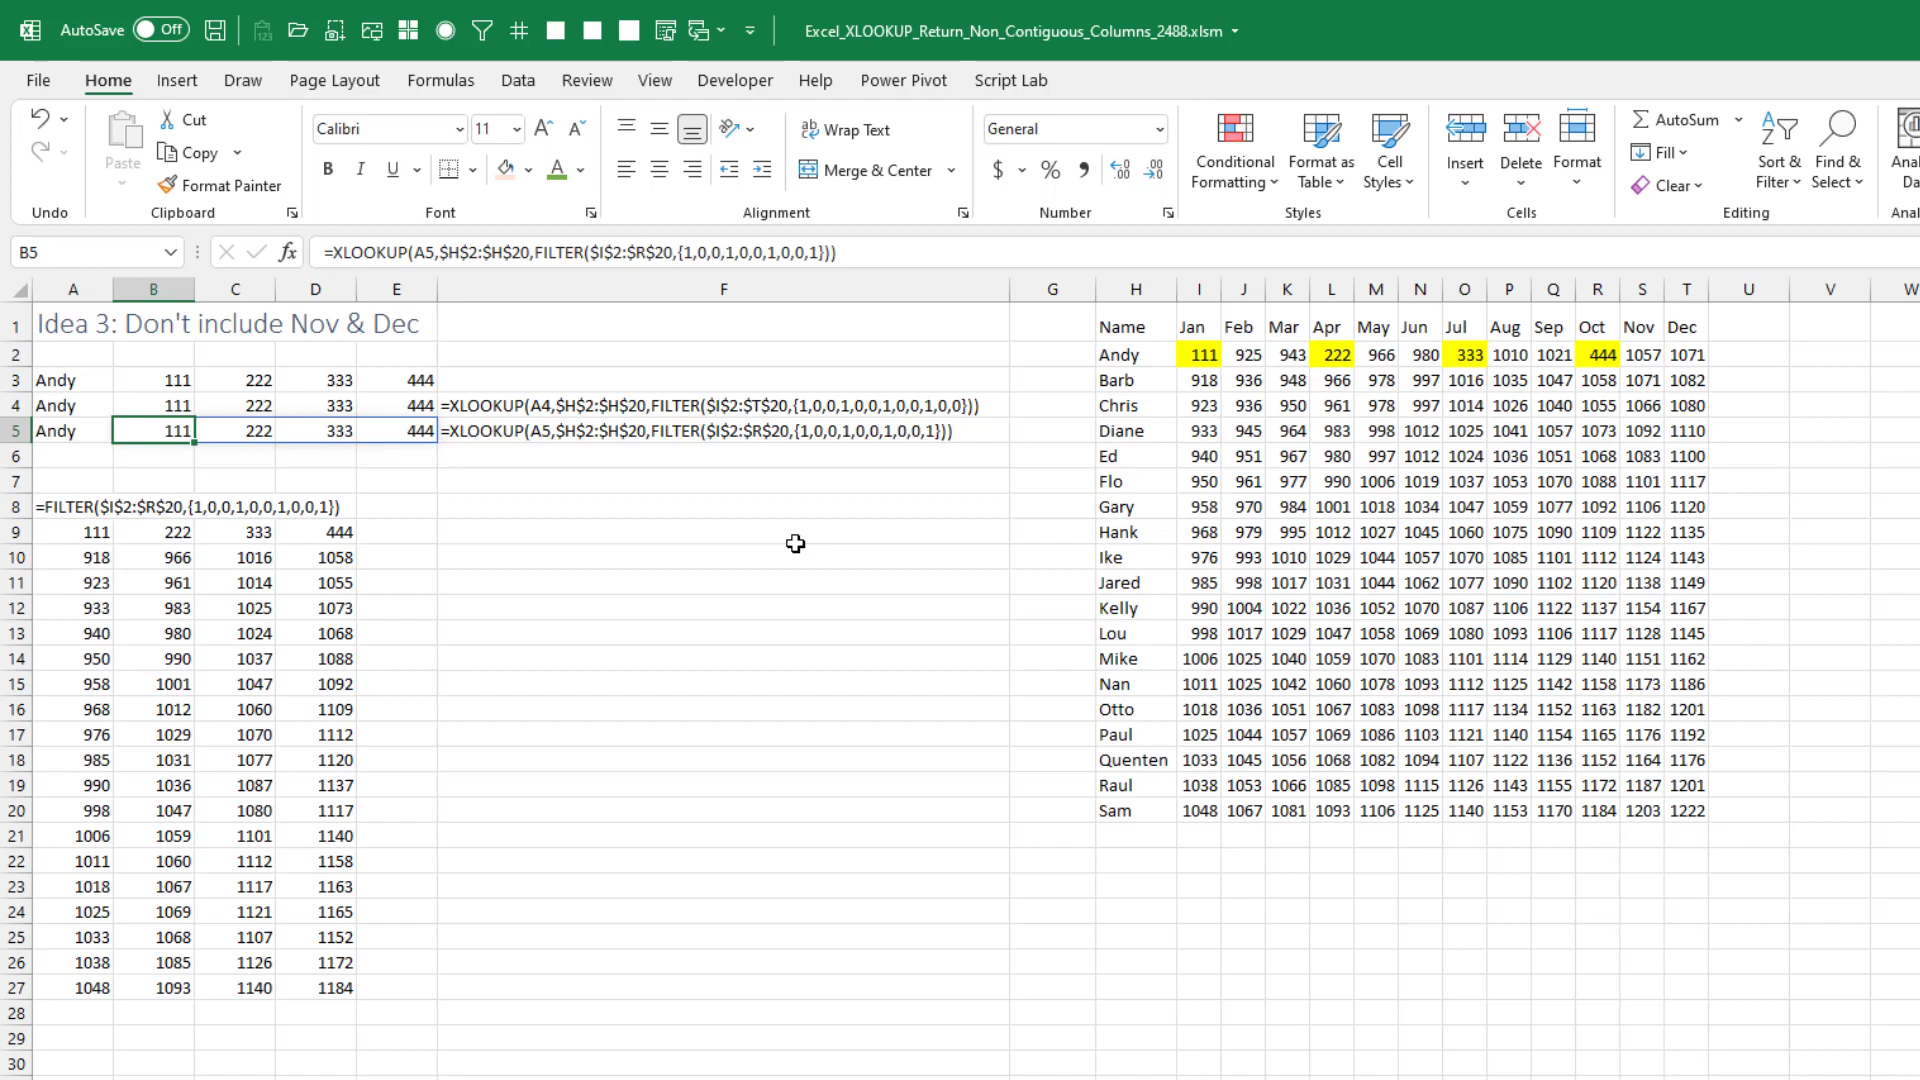 AutoSave Off Excel_XLOOKUP_Return_Non_Contiguous_Columns_2488.xlsm
File Home Insert Draw Page Layout Formulas Data Review View Developer Help Power Pivot Script Lab
Paste Cut Copy Format Painter
Undo Clipboard
Calibri 11
B I U A
Font
Wrap Text
Merge & Center
Alignment
General
$ % ,
Number
Conditional Formatting Format as Table Cell Styles
Styles
Insert Delete Format
Cells
AutoSum
Fill
Clear
Sort & Filter Find & Select
Editing
B5 fx =XLOOKUP(A5,$H$2:$H$20,FILTER($I$2:$R$20,{1,0,0,1,0,0,1,0,0,1}))
A B C D E F G H I J K L M N O P Q R S T U V W
1 Idea 3: Don't include Nov & Dec Name Jan Feb Mar Apr May Jun Jul Aug Sep Oct Nov Dec
2 Andy 111 925 943 222 966 980 333 1010 1021 444 1057 1071
3 Andy 111 222 333 444 Barb 918 936 948 966 978 997 1016 1035 1047 1058 1071 1082
4 Andy 111 222 333 444 =XLOOKUP(A4,$H$2:$H$20,FILTER($I$2:$T$20,{1,0,0,1,0,0,1,0,0,1,0,0})) Chris 923 936 950 961 978 997 1014 1026 1040 1055 1066 1080
5 Andy 111 222 333 444 =XLOOKUP(A5,$H$2:$H$20,FILTER($I$2:$R$20,{1,0,0,1,0,0,1,0,0,1})) Diane 933 945 964 983 998 1012 1025 1041 1057 1073 1092 1110
6 Ed 940 951 967 980 997 1012 1024 1036 1051 1068 1083 1100
7 Flo 950 961 977 990 1006 1019 1037 1053 1070 1088 1101 1117
8 =FILTER($I$2:$R$20,{1,0,0,1,0,0,1,0,0,1}) Gary 958 970 984 1001 1018 1034 1047 1059 1077 1092 1106 1120
9 111 222 333 444 Hank 968 979 995 1012 1027 1045 1060 1075 1090 1109 1122 1135
10 918 966 1016 1058 Ike 976 993 1010 1029 1044 1057 1070 1085 1101 1112 1124 1143
11 923 961 1014 1055 Jared 985 998 1017 1031 1044 1062 1077 1090 1102 1120 1138 1149
12 933 983 1025 1073 Kelly 990 1004 1022 1036 1052 1070 1087 1106 1122 1137 1154 1167
13 940 980 1024 1068 Lou 998 1017 1029 1047 1058 1069 1080 1093 1106 1117 1128 1145
14 950 990 1037 1088 Mike 1006 1025 1040 1059 1070 1083 1101 1114 1129 1140 1151 1162
15 958 1001 1047 1092 Nan 1011 1025 1042 1060 1078 1093 1112 1125 1142 1158 1173 1186
16 968 1012 1060 1109 Otto 1018 1036 1051 1067 1083 1098 1117 1134 1152 1163 1182 1201
17 976 1029 1070 1112 Paul 1025 1044 1057 1069 1086 1103 1121 1140 1154 1165 1176 1192
18 985 1031 1077 1120 Quenten 1033 1045 1056 1068 1082 1094 1107 1122 1136 1152 1164 1176
19 990 1036 1087 1137 Raul 1038 1053 1066 1085 1098 1115 1126 1143 1155 1172 1187 1201
20 998 1047 1080 1117 Sam 1048 1067 1081 1093 1106 1125 1140 1153 1170 1184 1203 1222
21 1006 1059 1101 1140
22 1011 1060 1112 1158
23 1018 1067 1117 1163
24 1025 1069 1121 1165
25 1033 1068 1107 1152
26 1038 1085 1126 1172
27 1048 1093 1140 1184
28
29
30